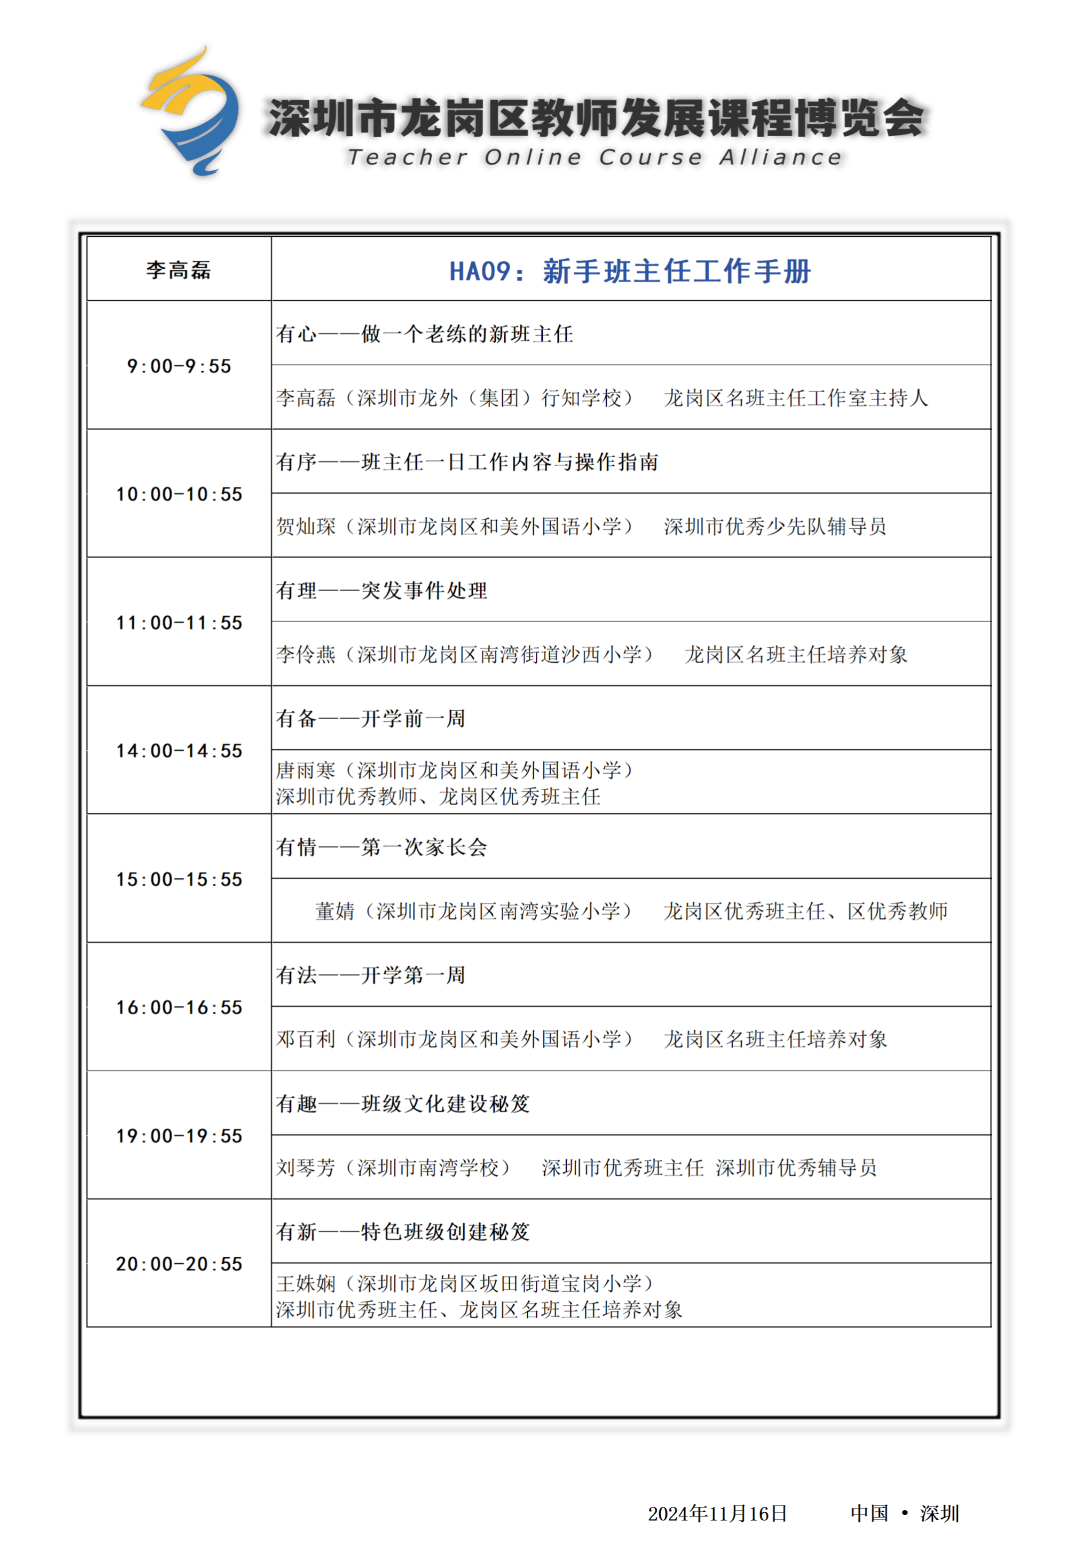 深圳市龙岗区教师发展课程博览会
Teacher Online Course Alliance
李高磊
HA09：新手班主任工作手册
9:00-9:55
有心——做一个老练的新班主任
李高磊（深圳市龙外（集团）行知学校） 龙岗区名班主任工作室主持人
10:00-10:55
有序——班主任一日工作内容与操作指南
贺灿琛（深圳市龙岗区和美外国语小学） 深圳市优秀少先队辅导员
11:00-11:55
有理——突发事件处理
李伶燕（深圳市龙岗区南湾街道沙西小学） 龙岗区名班主任培养对象
14:00-14:55
有备——开学前一周
唐雨寒（深圳市龙岗区和美外国语小学）
深圳市优秀教师、龙岗区优秀班主任
15:00-15:55
有情——第一次家长会
董婧（深圳市龙岗区南湾实验小学） 龙岗区优秀班主任、区优秀教师
16:00-16:55
有法——开学第一周
邓百利（深圳市龙岗区和美外国语小学） 龙岗区名班主任培养对象
19:00-19:55
有趣——班级文化建设秘笈
刘琴芳（深圳市南湾学校） 深圳市优秀班主任 深圳市优秀辅导员
20:00-20:55
有新——特色班级创建秘笈
王姝娴（深圳市龙岗区坂田街道宝岗小学）
深圳市优秀班主任、龙岗区名班主任培养对象
2024年11月16日 中国 • 深圳